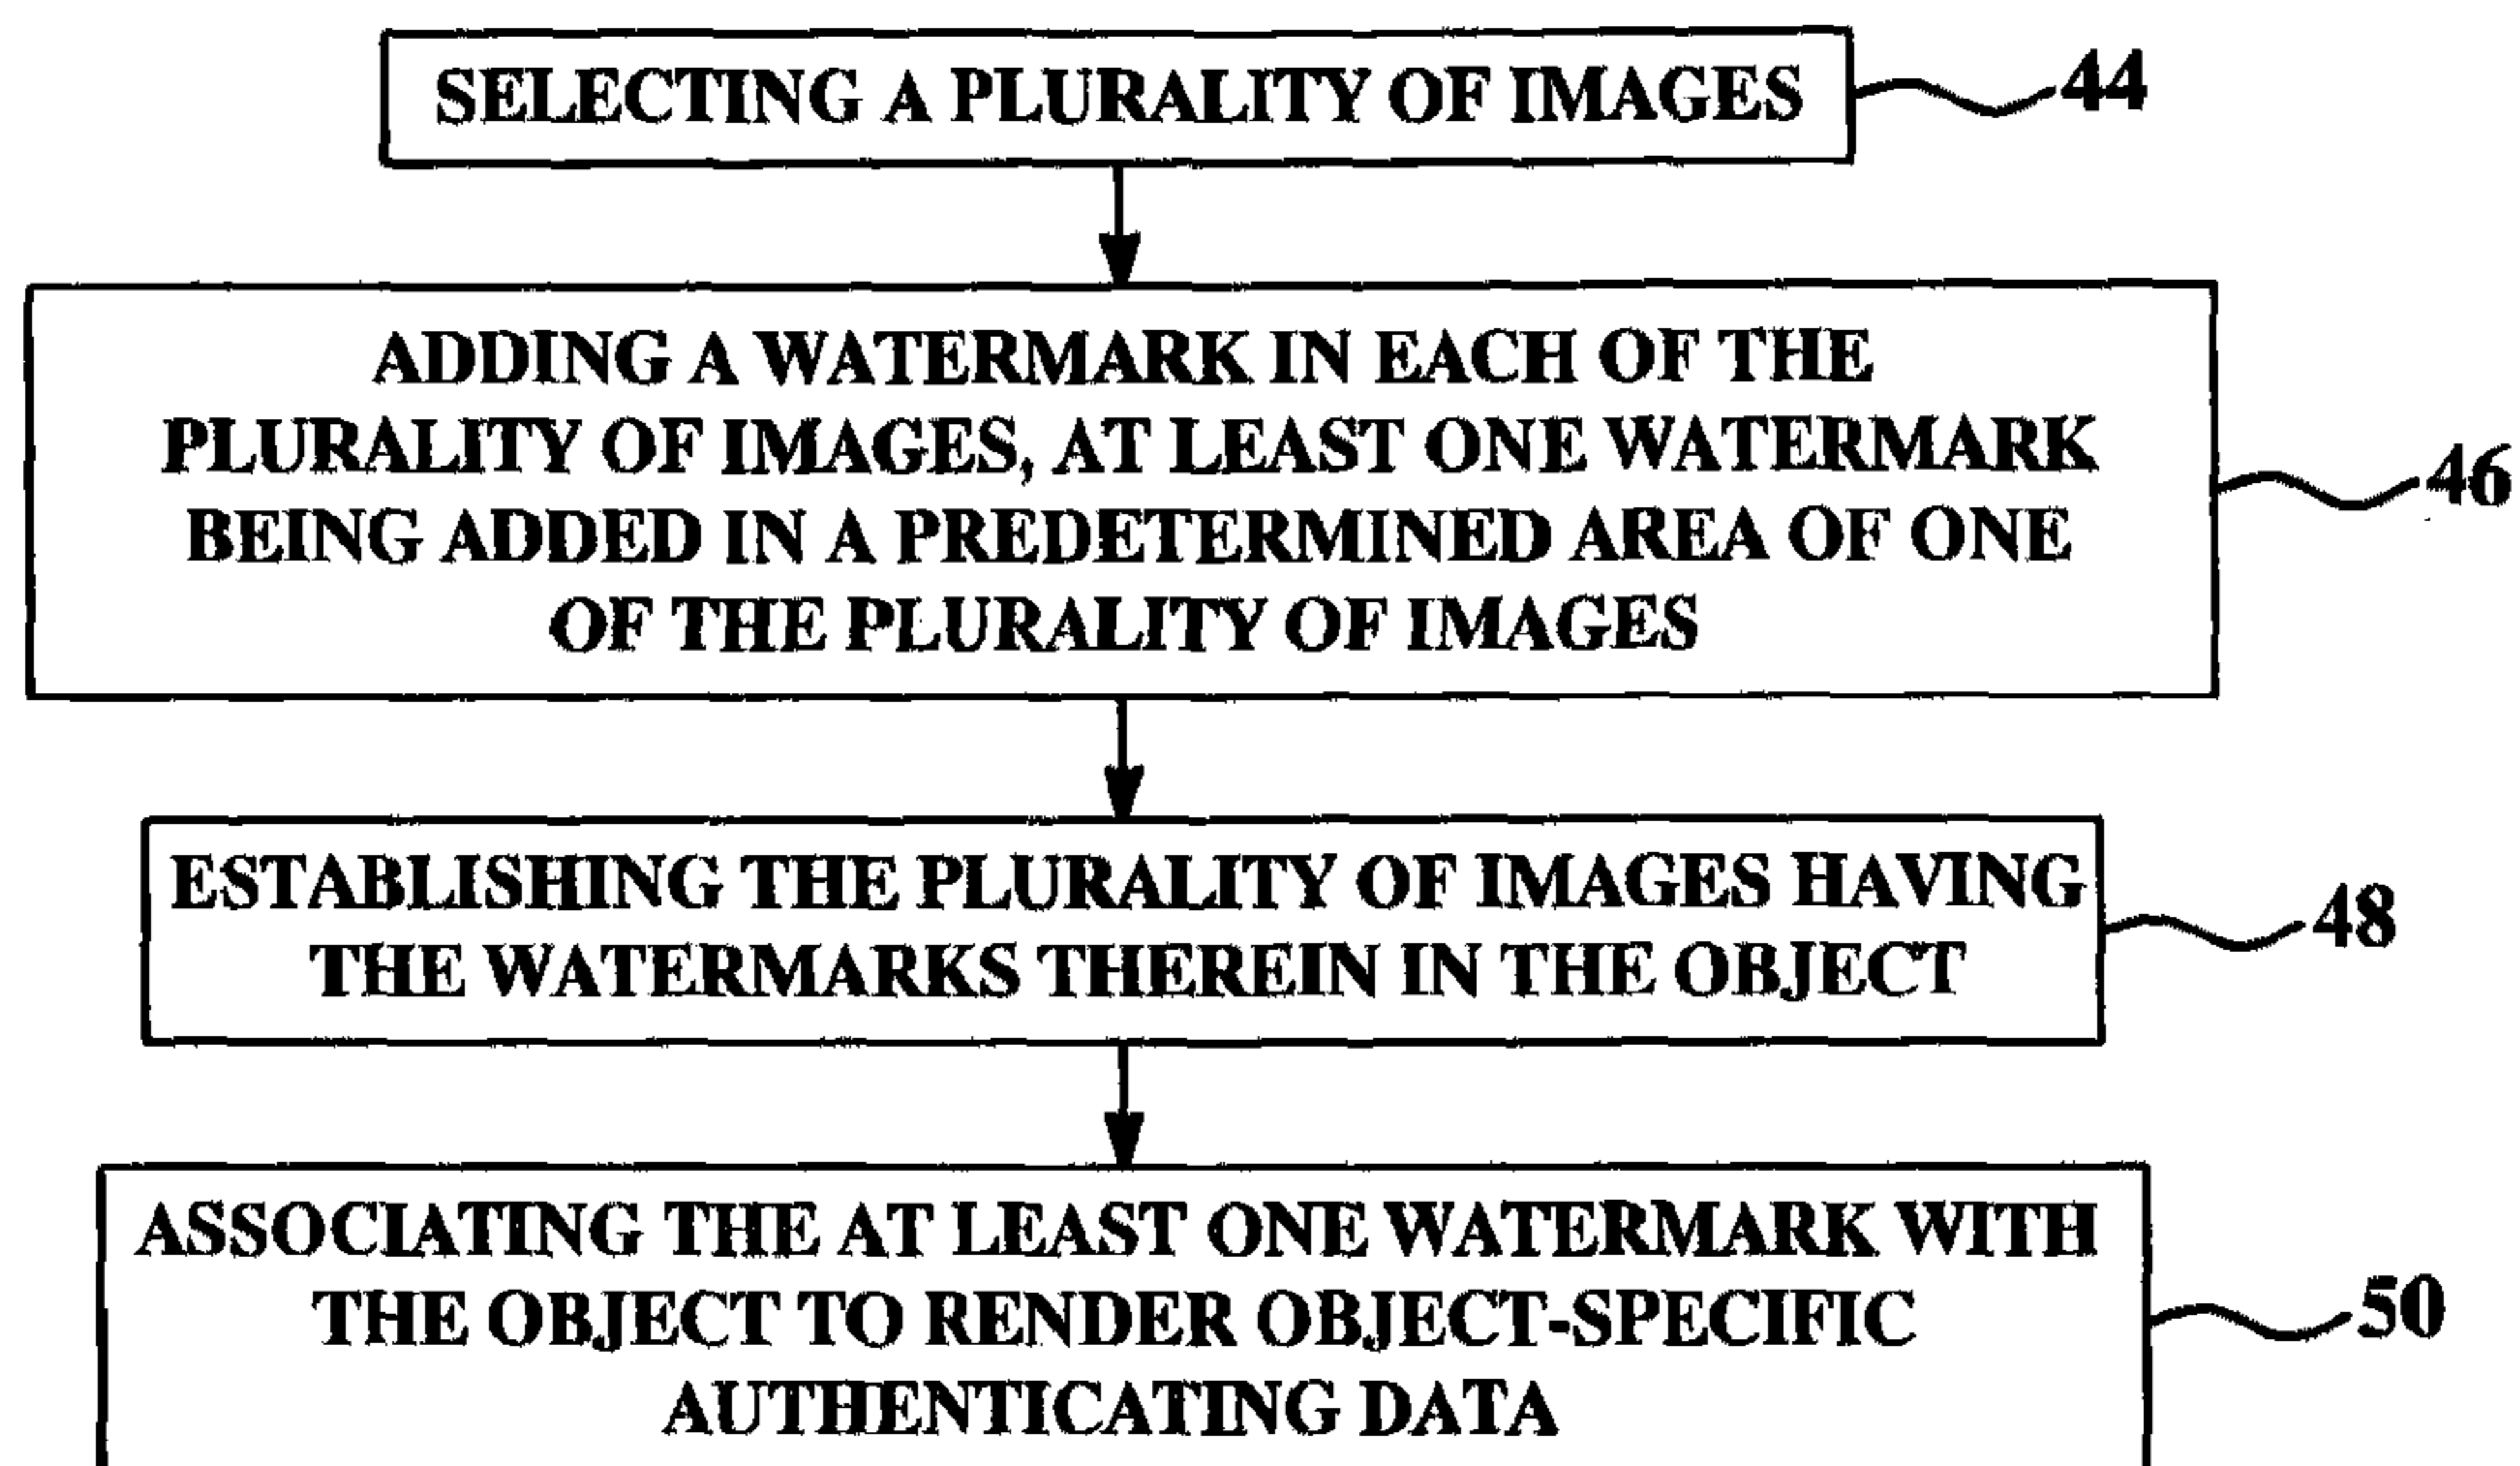 SELECTING A PLURALITY OF IMAGES
44
ADDING A WATERMARK IN EACH OF THE
PLURALITY OF IMAGES, AT LEAST ONE WATERMARK
BEING ADDED IN A PREDETERMINED AREA OF ONE
OF THE PLURALITY OF IMAGES
46
ESTABLISHING THE PLURALITY OF IMAGES HAVING
THE WATERMARKS THEREIN IN THE OBJECT
48
ASSOCIATING THE AT LEAST ONE WATERMARK WITH
THE OBJECT TO RENDER OBJECT-SPECIFIC
AUTHENTICATING DATA
50